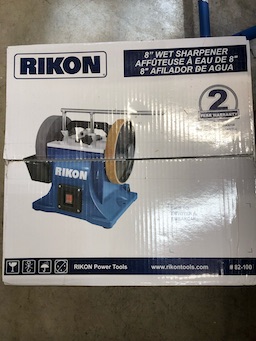 RIKON
8" WET SHARPENER
AFFÛTEUSE À EAU DE 8"
8" AFILADOR DE AGUA
2
YEAR WARRANTY
RIKON
RIKON Power Tools
www.rikontools.com
# 82-100